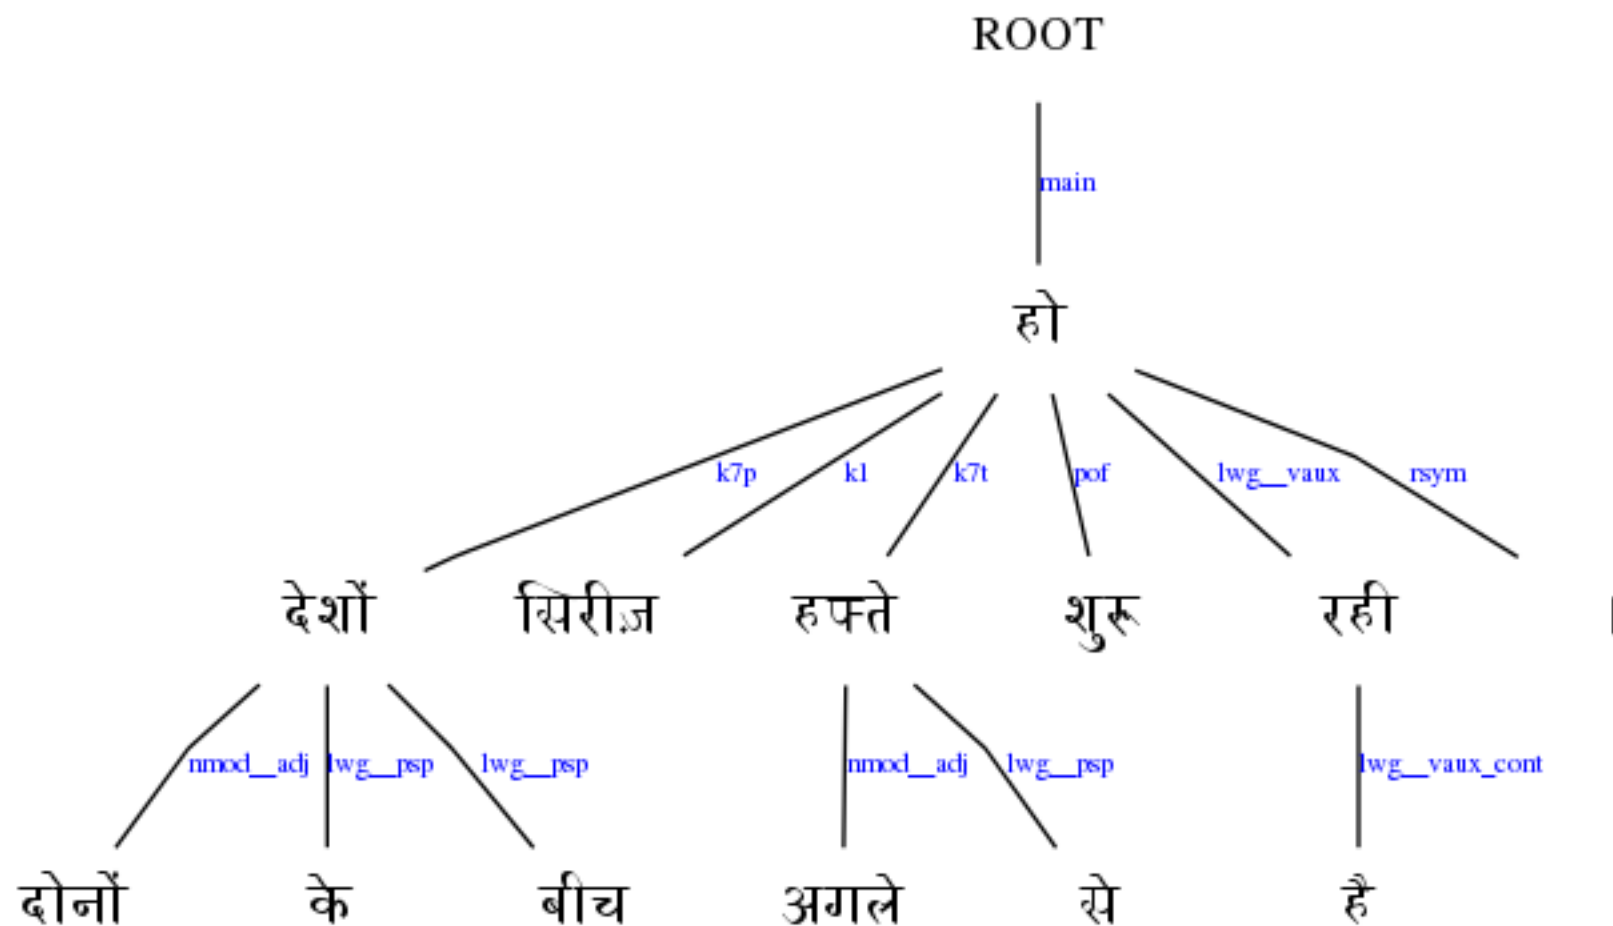 ROOT
main
हो
k7p k1 k7t pof lwg__vaux rsym
देशों सिरीज़ हफ्ते शुरू रही
nmod__adj lwg__psp lwg__psp nmod__adj lwg__psp lwg__vaux_cont
दोनों के बीच अगले से है